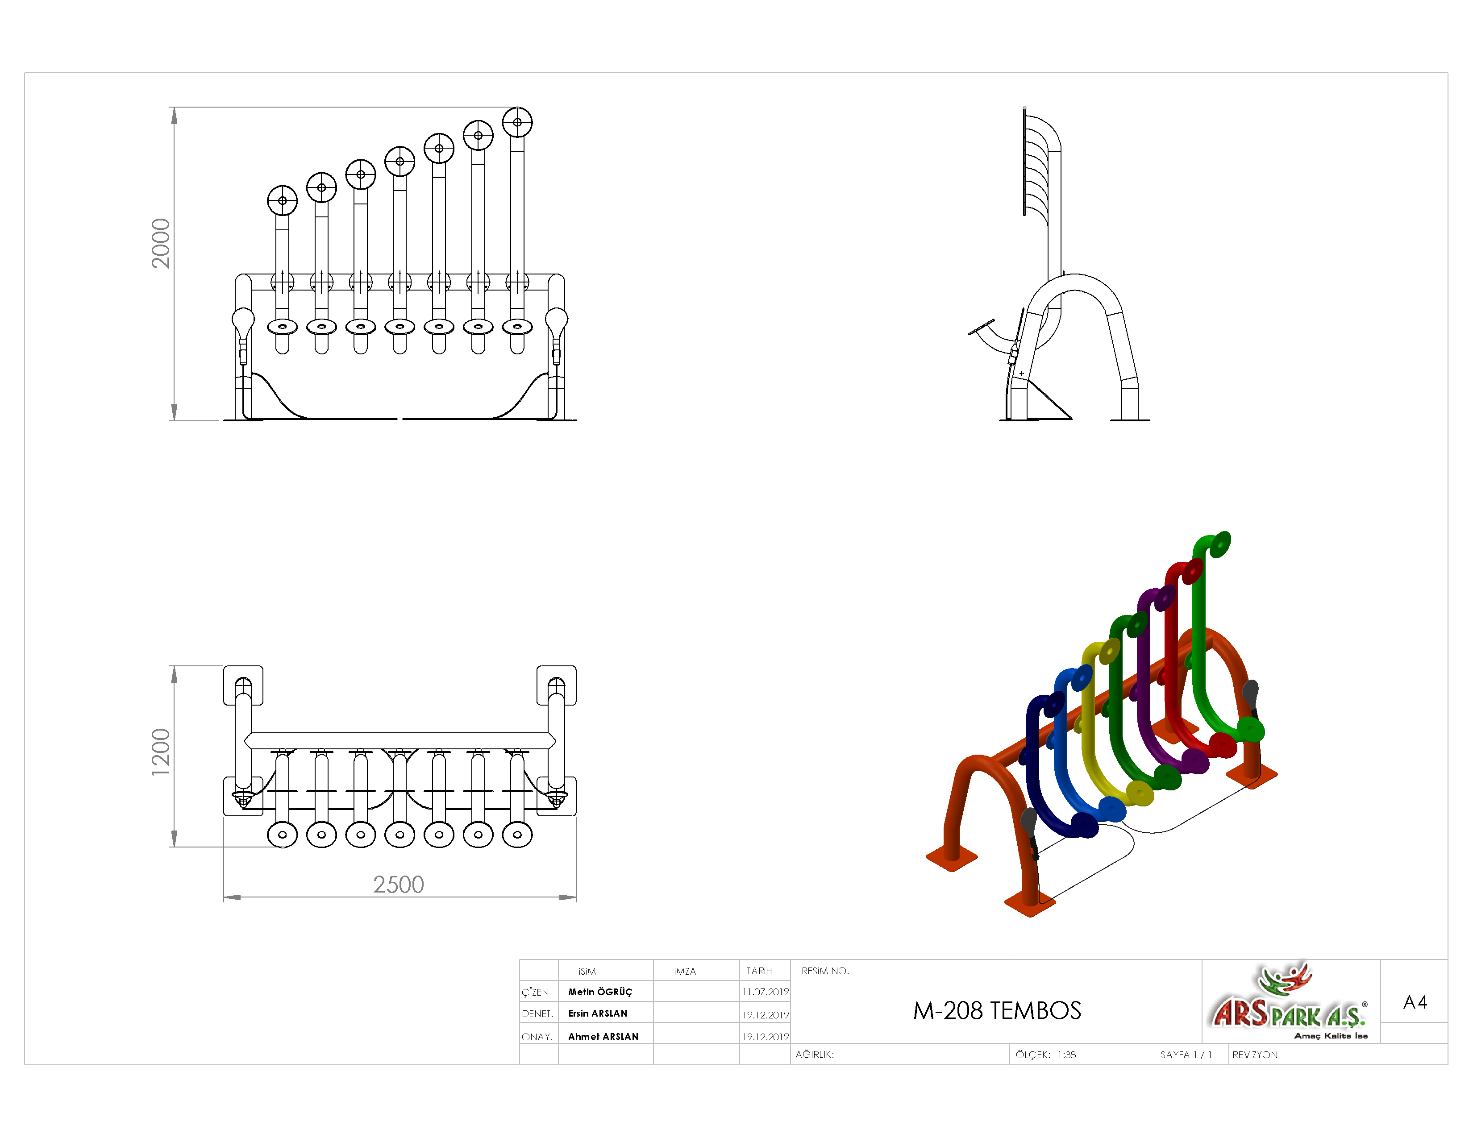 2000
1200
2500
İSİM
İMZA
TARİH
RESİM NO.
ÇİZEN.
Metin ÖGRÜÇ
11.07.2019
DENET.
Ersin ARSLAN
19.12.2019
ONAY.
Ahmet ARSLAN
19.12.2019
M-208 TEMBOS
ARSPARK A.Ş.®
Amaç Kalite İse
A4
AĞIRLIK:
ÖLÇEK: 1:35
SAYFA 1 / 1
REVİZYON